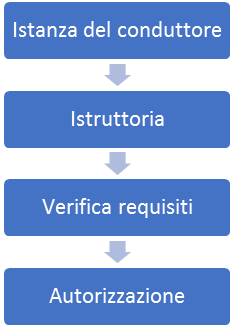 Istanza del conduttore
Istruttoria
Verifica requisiti
Autorizzazione